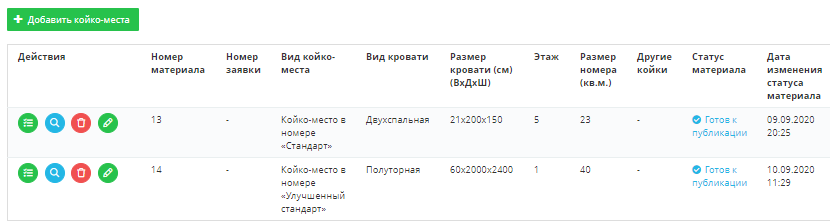 Добавить койко-места
Действия Номер материала Номер заявки Вид койко-места Вид кровати Размер кровати (см) (ВхДхШ) Этаж Размер номера (кв.м.) Другие койки Статус материала Дата изменения статуса материала
13 - Койко-место в номере «Стандарт» Двухспальная 21x200x150 5 23 - Готов к публикации 09.09.2020 20:25
14 - Койко-место в номере «Улучшенный стандарт» Полуторная 60x2000x2400 1 40 - Готов к публикации 10.09.2020 11:29